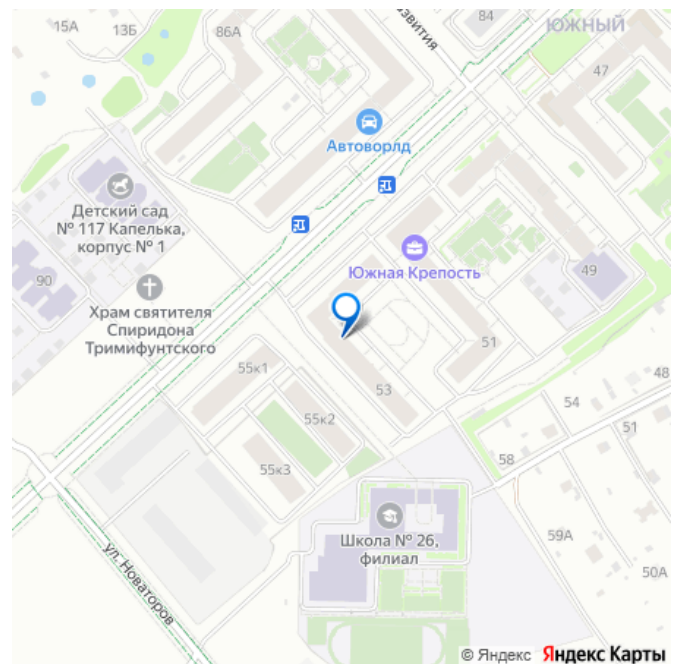 15А
13Б
86А
84
ЮЖНЫЙ
47
Автоворлд
Детский сад
№ 117 Капелька,
корпус № 1
90
Храм святителя
Спиридона
Тримифунтского
Южная Крепость
49
51
55к1
53
55к2
55к3
48
54
51
58
Школа № 26,
филиал
59А
50А
ул. Новаторов
© Яндекс Яндекс Карты